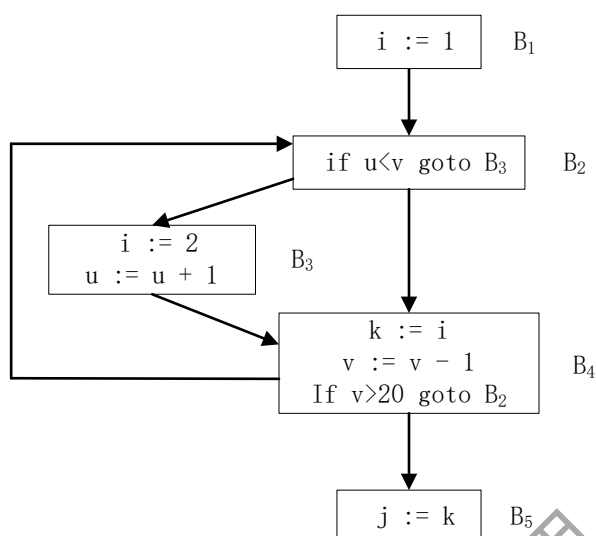 i := 1 B₁
if u<v goto B₃ B₂
i := 2
u := u + 1 B₃
k := i
v := v - 1 B₄
If v>20 goto B₂
j := k B₅